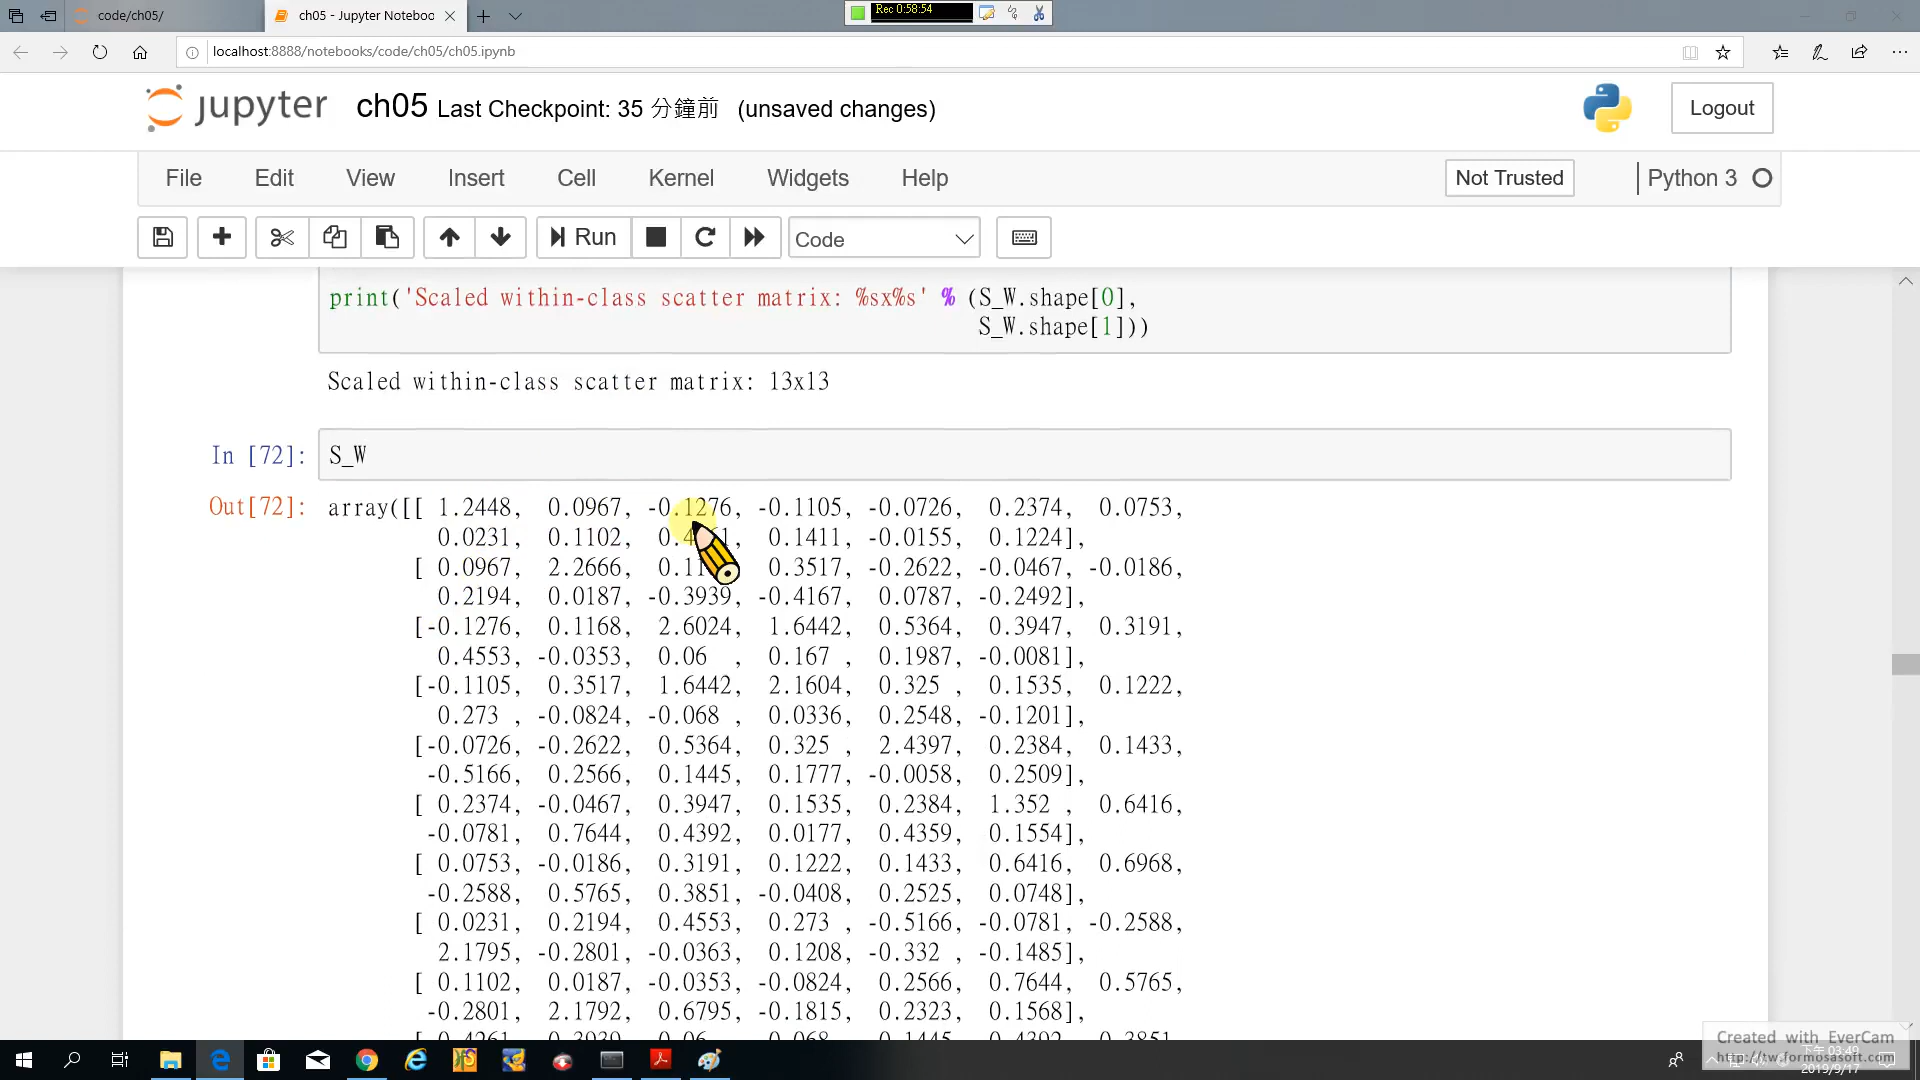 code/ch05/
ch05 - Jupyter Noteboo
Rec 0:58:54
localhost:8888/notebooks/code/ch05/ch05.ipynb
jupyter ch05 Last Checkpoint: 35 分鐘前 (unsaved changes)
Logout
File Edit View Insert Cell Kernel Widgets Help
Not Trusted
Python 3
Run
Code
print('Scaled within-class scatter matrix: %sx%s' % (S_W.shape[0],
S_W.shape[1]))
Scaled within-class scatter matrix: 13x13
In [72]: S_W
Out[72]: array([[ 1.2448, 0.0967, -0.1276, -0.1105, -0.0726, 0.2374, 0.0753,
0.0231, 0.1102, 0.1411, -0.0155, 0.1224],
[ 0.0967, 2.2666, 0.3517, -0.2622, -0.0467, -0.0186,
0.2194, 0.0187, -0.3939, -0.4167, 0.0787, -0.2492],
[-0.1276, 0.1168, 2.6024, 1.6442, 0.5364, 0.3947, 0.3191,
0.4553, -0.0353, 0.06 , 0.167 , 0.1987, -0.0081],
[-0.1105, 0.3517, 1.6442, 2.1604, 0.325 , 0.1535, 0.1222,
0.273 , -0.0824, -0.068 , 0.0336, 0.2548, -0.1201],
[-0.0726, -0.2622, 0.5364, 0.325 , 2.4397, 0.2384, 0.1433,
-0.5166, 0.2566, 0.1445, 0.1777, -0.0058, 0.2509],
[ 0.2374, -0.0467, 0.3947, 0.1535, 0.2384, 1.352 , 0.6416,
-0.0781, 0.7644, 0.4392, 0.0177, 0.4359, 0.1554],
[ 0.0753, -0.0186, 0.3191, 0.1222, 0.1433, 0.6416, 0.6968,
-0.2588, 0.5765, 0.3851, -0.0408, 0.2525, 0.0748],
[ 0.0231, 0.2194, 0.4553, 0.273 , -0.5166, -0.0781, -0.2588,
2.1795, -0.2801, -0.0363, 0.1208, -0.332 , -0.1485],
[ 0.1102, 0.0187, -0.0353, -0.0824, 0.2566, 0.7644, 0.5765,
-0.2801, 2.1792, 0.6795, -0.1815, 0.2323, 0.1568],
Created with EverCam
http://tw.formosasoft.com
下午 03:49
2019/9/17